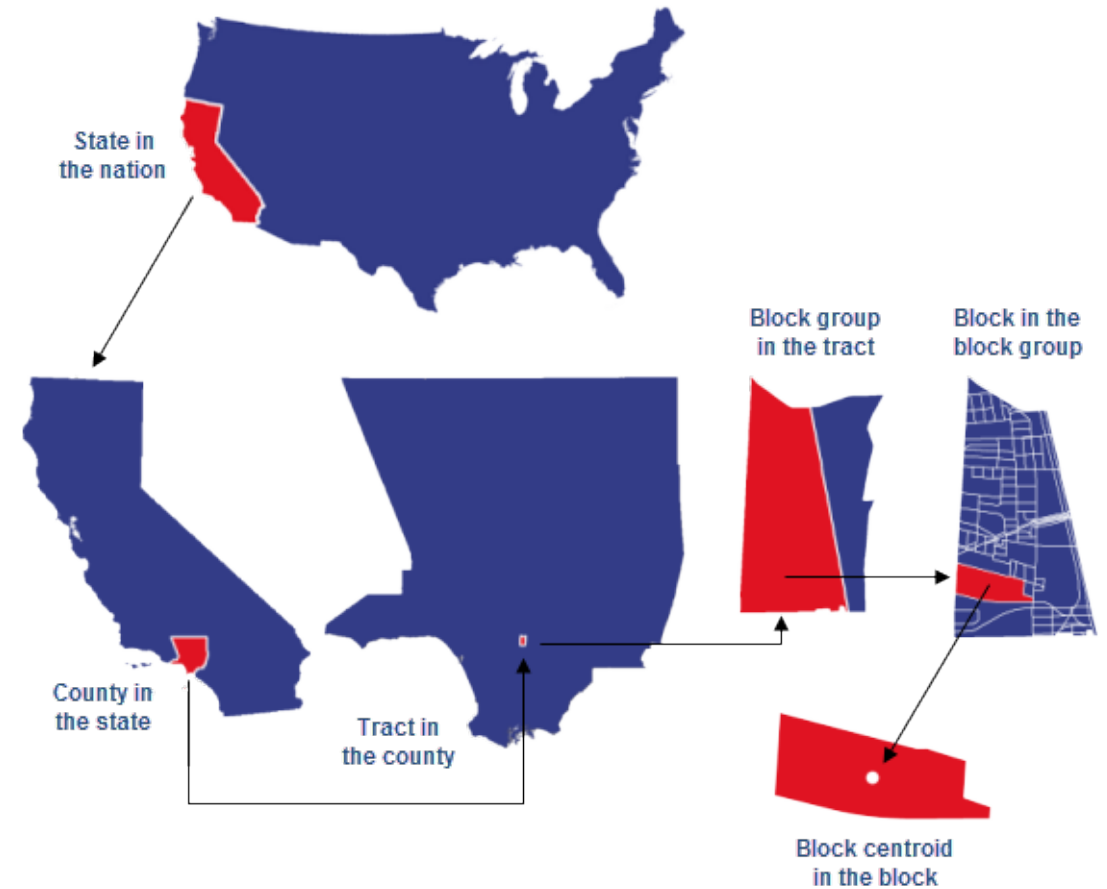 State in
the nation
Block group
in the tract
Block in the
block group
County in
the state
Tract in
the county
Block centroid
in the block